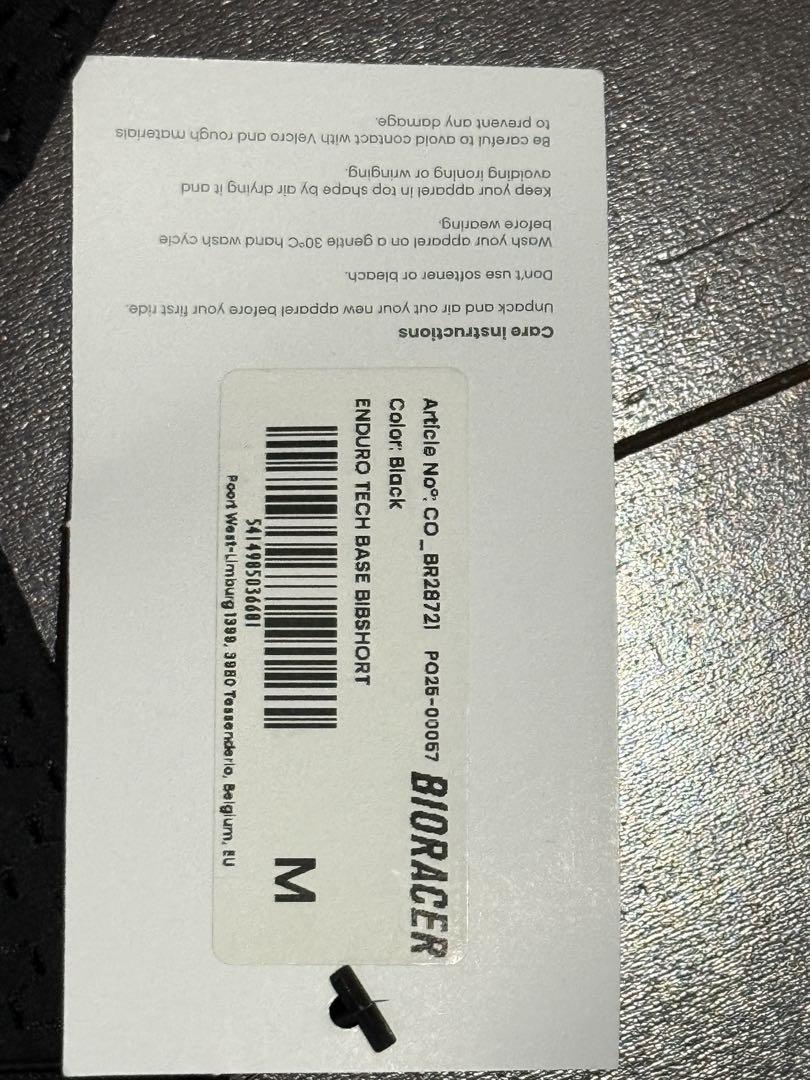 Care instructions
Unpack and air out your new apparel before your first ride.
Don't use softener or bleach.
Wash your apparel on a gentle 30°C hand wash cycle
before wearing.
Keep your apparel in top shape by air drying it and
avoiding ironing or wringing.
Be careful to avoid contact with Velcro and rough materials
to prevent any damage.
Article No°: CO_BR28721 PO25-00057
BIORACER
Color: Black
ENDURO TECH BASE BIBSHORT
M
5414985036681
Poort West-Limburg 1399, 3980 Tessenderlo, Belgium, EU